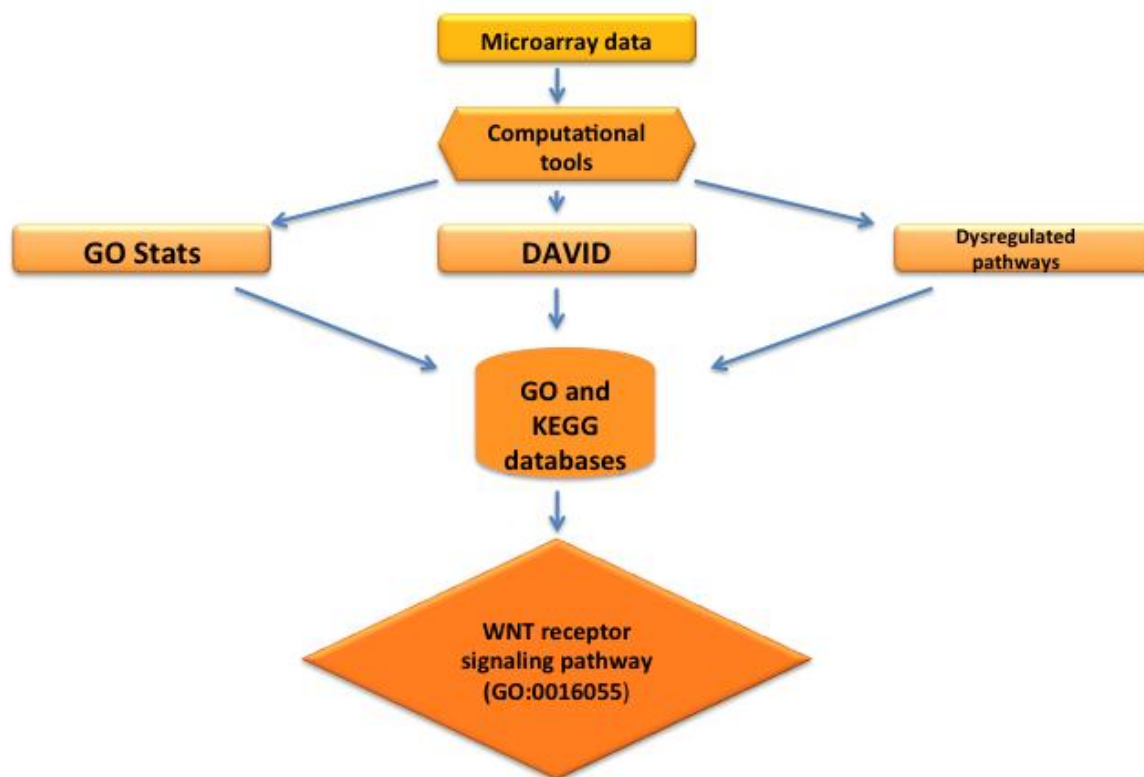 Microarray data
Computational
tools
GO Stats
DAVID
Dysregulated
pathways
GO and
KEGG
databases
WNT receptor
signaling pathway
(GO:0016055)